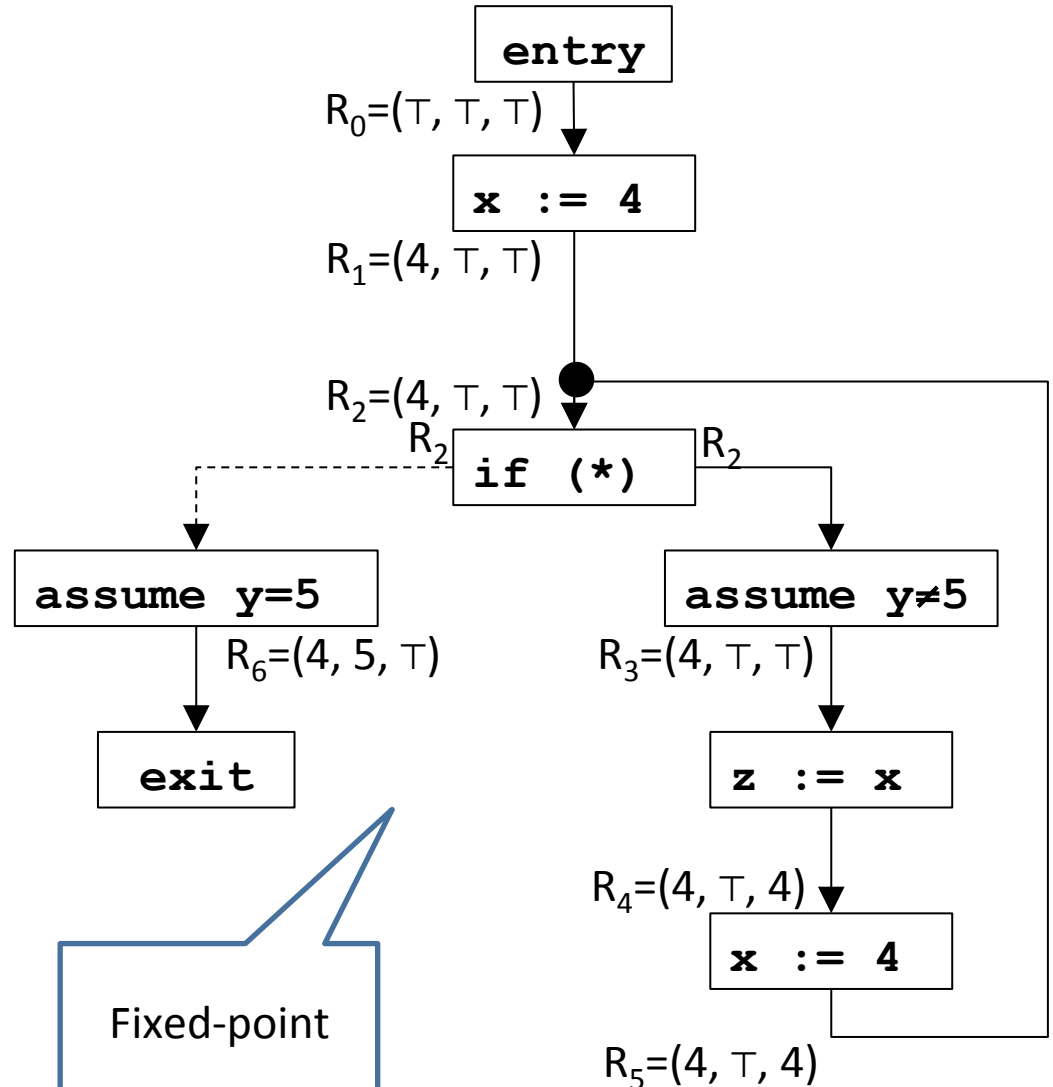 entry
R₀=(⊤, ⊤, ⊤)
x := 4
R₁=(4, ⊤, ⊤)
R₂=(4, ⊤, ⊤)
R₂
if (*)
R₂
assume y=5
assume y≠5
R₆=(4, 5, ⊤)
R₃=(4, ⊤, ⊤)
exit
z := x
R₄=(4, ⊤, 4)
x := 4
Fixed-point
R₅=(4, ⊤, 4)